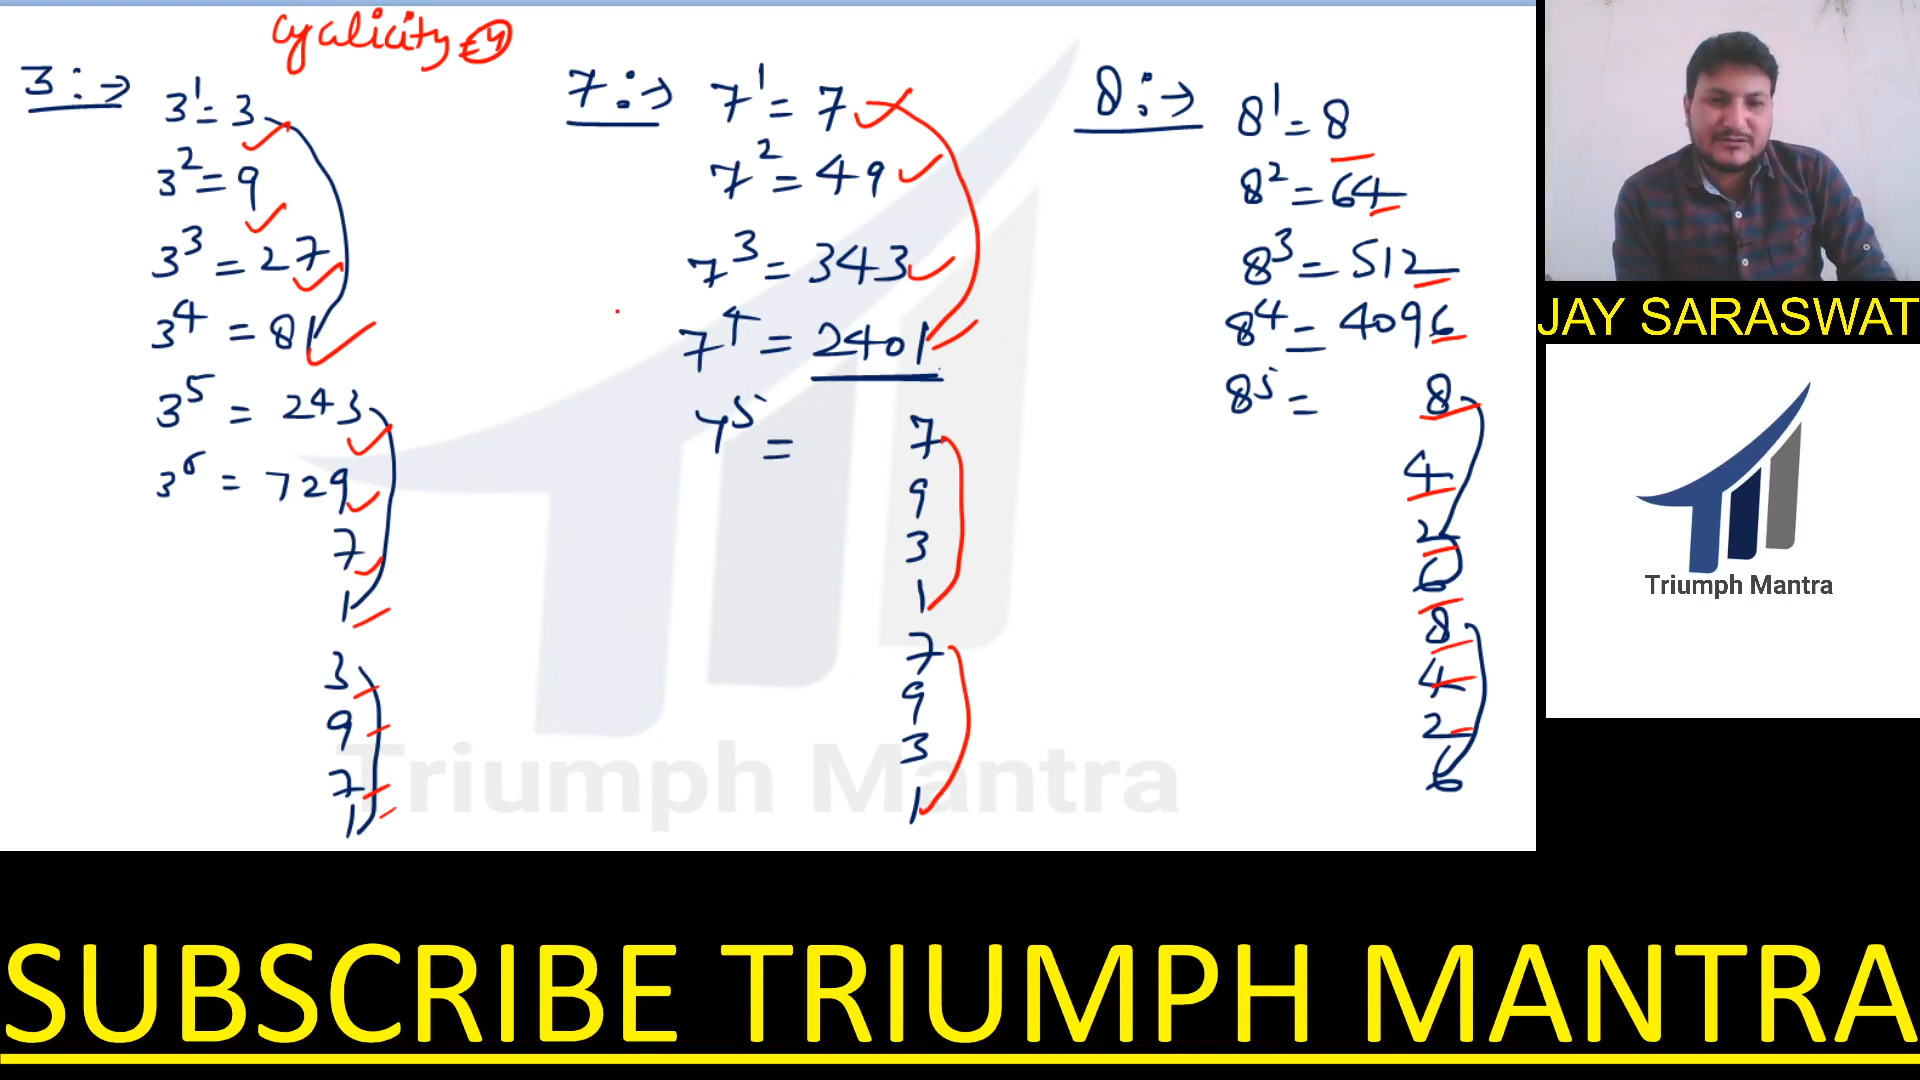 cyclicity = 4
3 : →
3¹ = 3
3² = 9
3³ = 27
3⁴ = 81
3⁵ = 243
3⁶ = 729
7
1
3
9
7
1
7 : →
7¹ = 7
7² = 49
7³ = 343
7⁴ = 2401
7⁵ =
7
9
3
1
7
9
3
1
8 : →
8¹ = 8
8² = 64
8³ = 512
8⁴ = 4096
8⁵ = 8
4
2
6
8
4
2
6
Triumph Mantra
JAY SARASWAT
Triumph Mantra
SUBSCRIBE TRIUMPH MANTRA